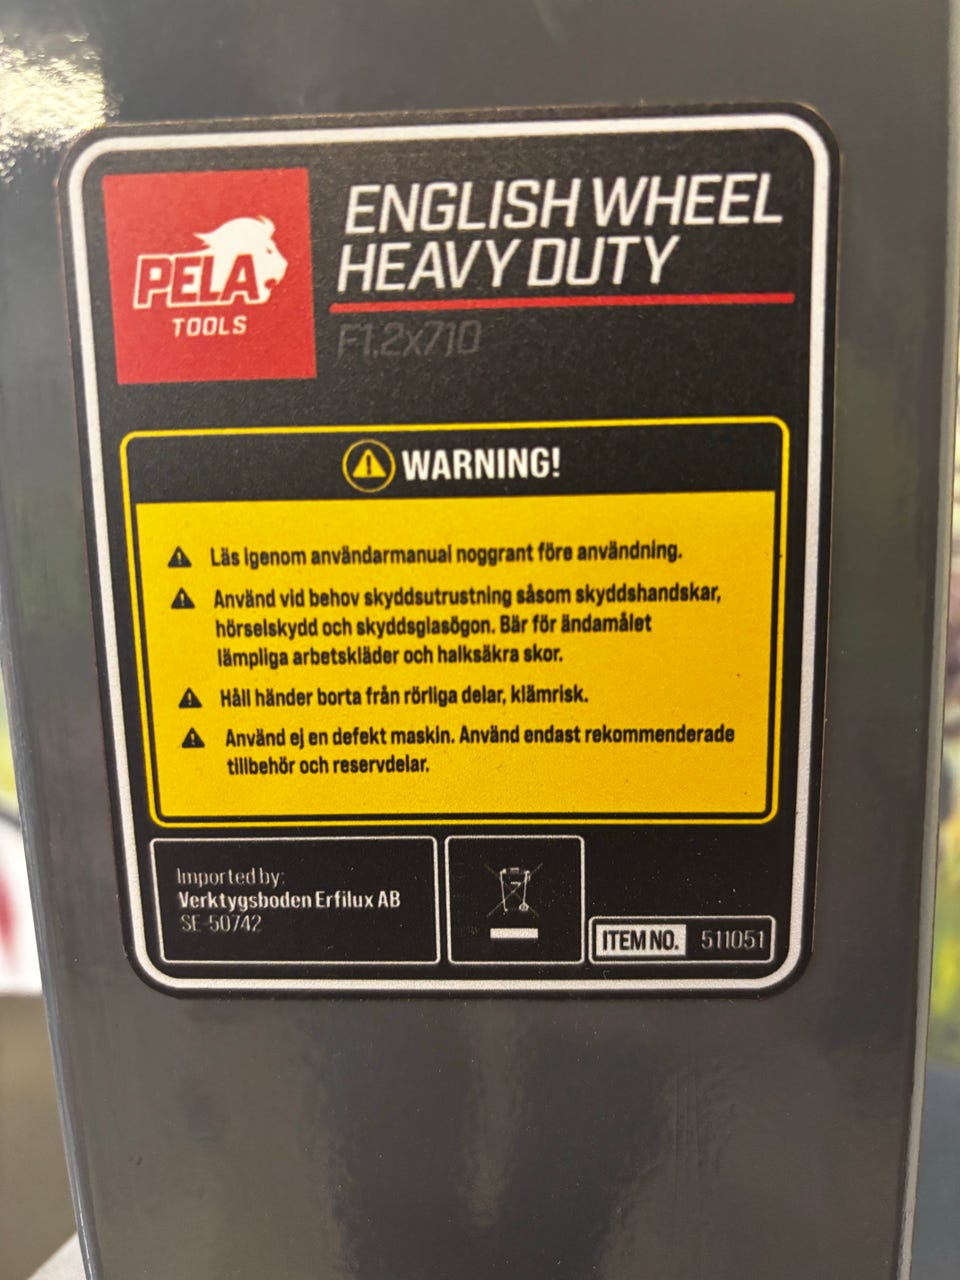 PELA
TOOLS
ENGLISH WHEEL
HEAVY DUTY
F1.2x710
WARNING!
Läs igenom användarmanual noggrant före användning.
Använd vid behov skyddsutrustning såsom skyddshandskar,
hörselskydd och skyddsglasögon. Bär för ändamålet
lämpliga arbetskläder och halksäkra skor.
Håll händer borta från rörliga delar, klämrisk.
Använd ej en defekt maskin. Använd endast rekommenderade
tillbehör och reservdelar.
Imported by:
Verktygsboden Erfilux AB
SE-50742
ITEM NO. 511051